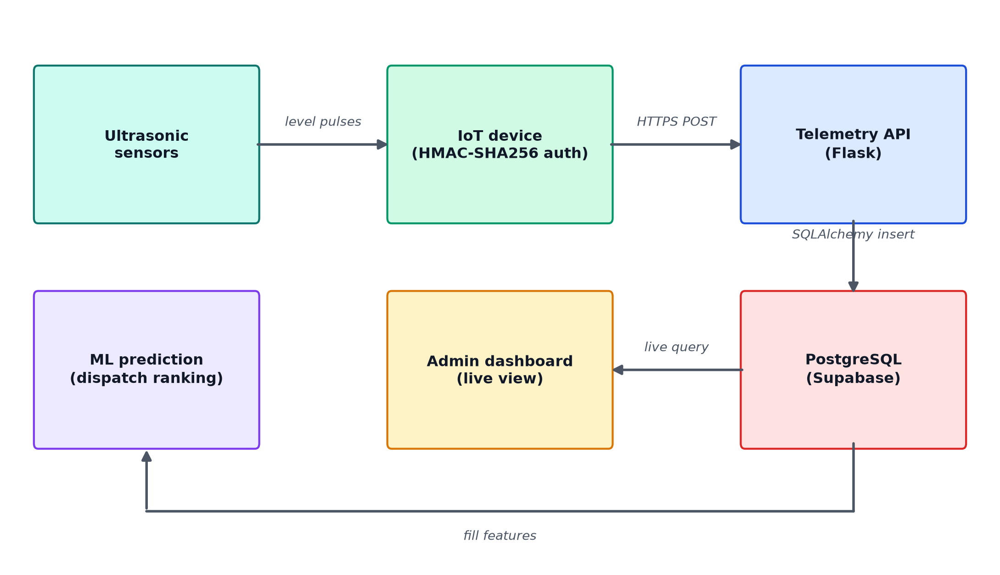 Ultrasonic
sensors
level pulses
IoT device
(HMAC-SHA256 auth)
HTTPS POST
Telemetry API
(Flask)
SQLAlchemy insert
ML prediction
(dispatch ranking)
Admin dashboard
(live view)
live query
PostgreSQL
(Supabase)
fill features